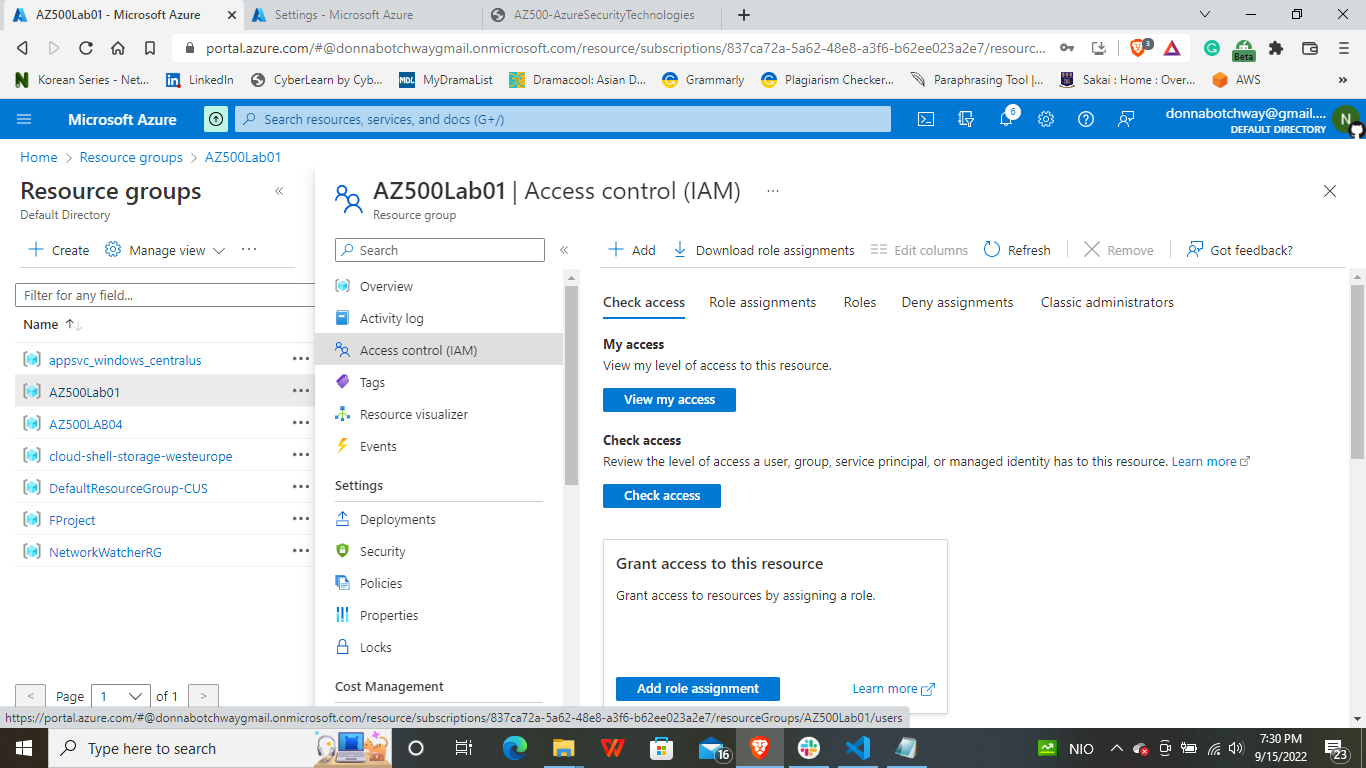 AZ500Lab01 - Microsoft Azure
Settings - Microsoft Azure
AZ500-AzureSecurityTechnologies
portal.azure.com/#@donnabotchwaygmail.onmicrosoft.com/resource/subscriptions/837ca72a-5a62-48e8-a3f6-b62ee023a2e7/resourc...
3
Beta
Korean Series - Net...
LinkedIn
CyberLearn by Cyb...
MDL
MyDramaList
Dramacool: Asian D...
Grammarly
Plagiarism Checker...
Paraphrasing Tool |...
Sakai : Home : Over...
AWS
»
Microsoft Azure
Search resources, services, and docs (G+/)
6
donnabotchway@gmail....
DEFAULT DIRECTORY
N
Home > Resource groups > AZ500Lab01
Resource groups
«
Default Directory
Create
Manage view
...
Filter for any field...
Name
appsvc_windows_centralus
AZ500Lab01
AZ500LAB04
cloud-shell-storage-westeurope
DefaultResourceGroup-CUS
FProject
NetworkWatcherRG
< Page 1 of 1 >
AZ500Lab01 | Access control (IAM)
...
Resource group
Search
«
Overview
Activity log
Access control (IAM)
Tags
Resource visualizer
Events
Settings
Deployments
Security
Policies
Properties
Locks
Cost Management
Add
Download role assignments
Edit columns
Refresh
Remove
Got feedback?
Check access
Role assignments
Roles
Deny assignments
Classic administrators
My access
View my level of access to this resource.
View my access
Check access
Review the level of access a user, group, service principal, or managed identity has to this resource. Learn more
Check access
Grant access to this resource
Grant access to resources by assigning a role.
Add role assignment
Learn more
https://portal.azure.com/#@donnabotchwaygmail.onmicrosoft.com/resource/subscriptions/837ca72a-5a62-48e8-a3f6-b62ee023a2e7/resourceGroups/AZ500Lab01/users
Type here to search
16
NIO
7:30 PM
9/15/2022
23